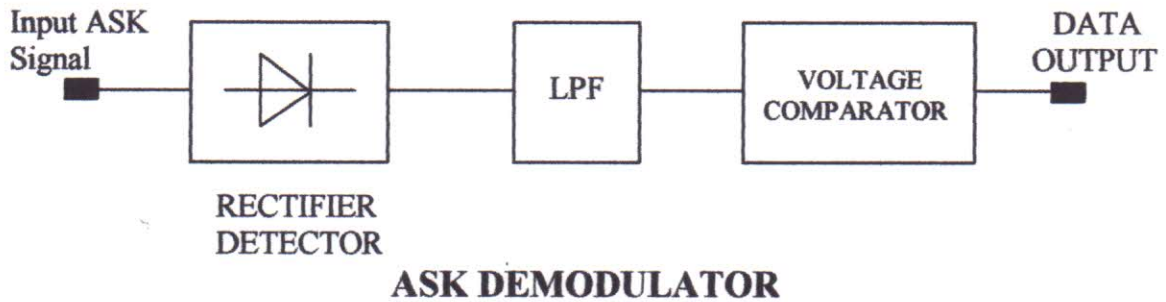 Input ASK
Signal
LPF
VOLTAGE
COMPARATOR
DATA
OUTPUT
RECTIFIER
DETECTOR
ASK DEMODULATOR